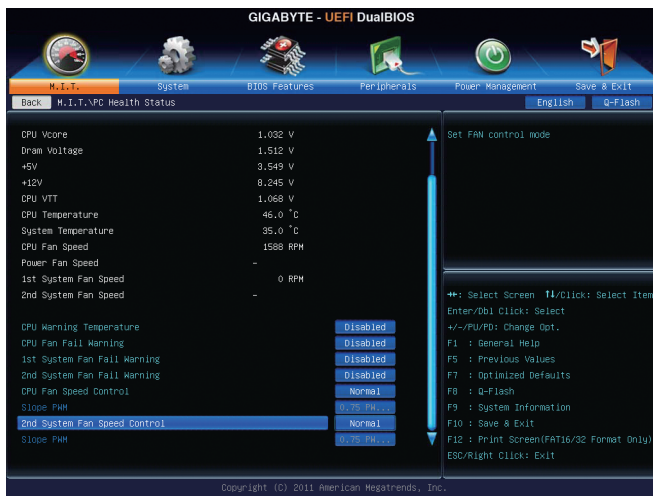 GIGABYTE - UEFI DualBIOS
M.I.T. System BIOS Features Peripherals Power Management Save & Exit
Back M.I.T.\PC Health Status English Q-Flash
CPU Vcore 1.032 V
Dram Voltage 1.512 V
+5V 3.549 V
+12V 8.245 V
CPU VTT 1.068 V
CPU Temperature 46.0 °C
System Temperature 35.0 °C
CPU Fan Speed 1588 RPM
Power Fan Speed -
1st System Fan Speed 0 RPM
2nd System Fan Speed -
CPU Warning Temperature Disabled
CPU Fan Fail Warning Disabled
1st System Fan Fail Warning Disabled
2nd System Fan Fail Warning Disabled
CPU Fan Speed Control Normal
Slope PWM 0.75 PW...
2nd System Fan Speed Control Normal
Slope PWM 0.75 PW...
Set FAN control mode
→←: Select Screen ↑↓/Click: Select Item
Enter/Dbl Click: Select
+/-/PU/PD: Change Opt.
F1 : General Help
F5 : Previous Values
F7 : Optimized Defaults
F8 : Q-Flash
F9 : System Information
F10 : Save & Exit
F12 : Print Screen(FAT16/32 Format Only)
ESC/Right Click: Exit
Copyright (C) 2011 American Megatrends, Inc.